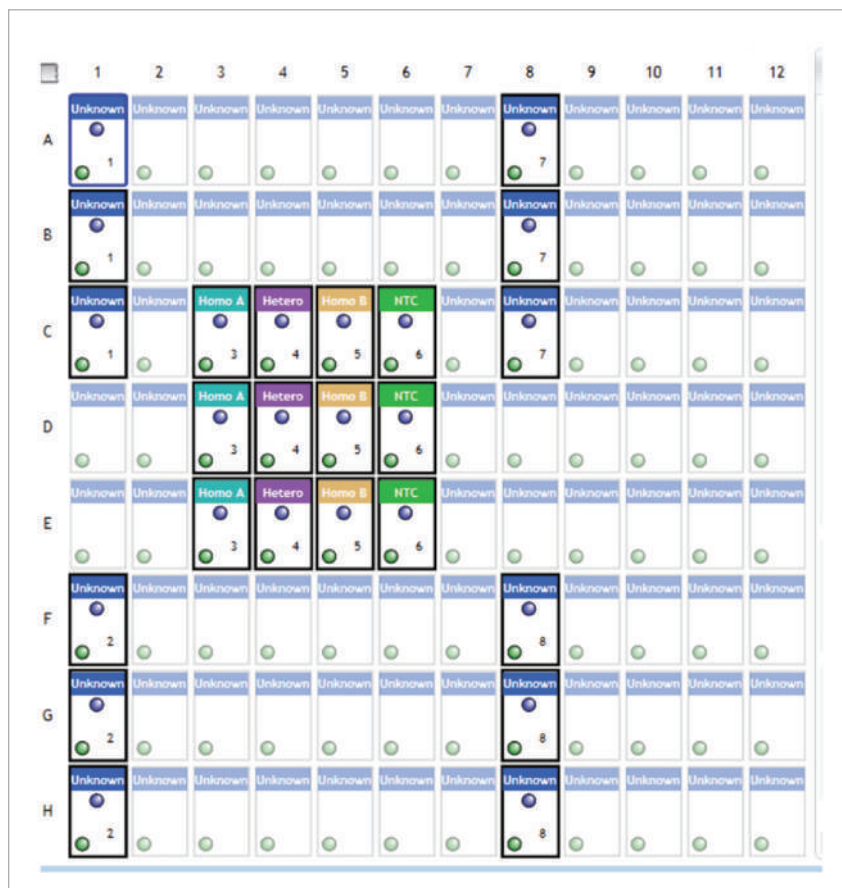 1 2 3 4 5 6 7 8 9 10 11 12
Unknown Unknown Unknown Unknown Unknown Unknown Unknown Unknown Unknown Unknown Unknown Unknown
A
1 7
Unknown Unknown Unknown Unknown Unknown Unknown Unknown Unknown Unknown Unknown Unknown Unknown
B
1 7
Unknown Unknown Homo A Hetero Homo B NTC Unknown Unknown Unknown Unknown Unknown Unknown
C
1 3 4 5 6 7
Unknown Unknown Homo A Hetero Homo B NTC Unknown Unknown Unknown Unknown Unknown Unknown
D
3 4 5 6
Unknown Unknown Homo A Hetero Homo B NTC Unknown Unknown Unknown Unknown Unknown Unknown
E
3 4 5 6
Unknown Unknown Unknown Unknown Unknown Unknown Unknown Unknown Unknown Unknown Unknown Unknown
F
2 8
Unknown Unknown Unknown Unknown Unknown Unknown Unknown Unknown Unknown Unknown Unknown Unknown
G
2 8
Unknown Unknown Unknown Unknown Unknown Unknown Unknown Unknown Unknown Unknown Unknown Unknown
H
2 8